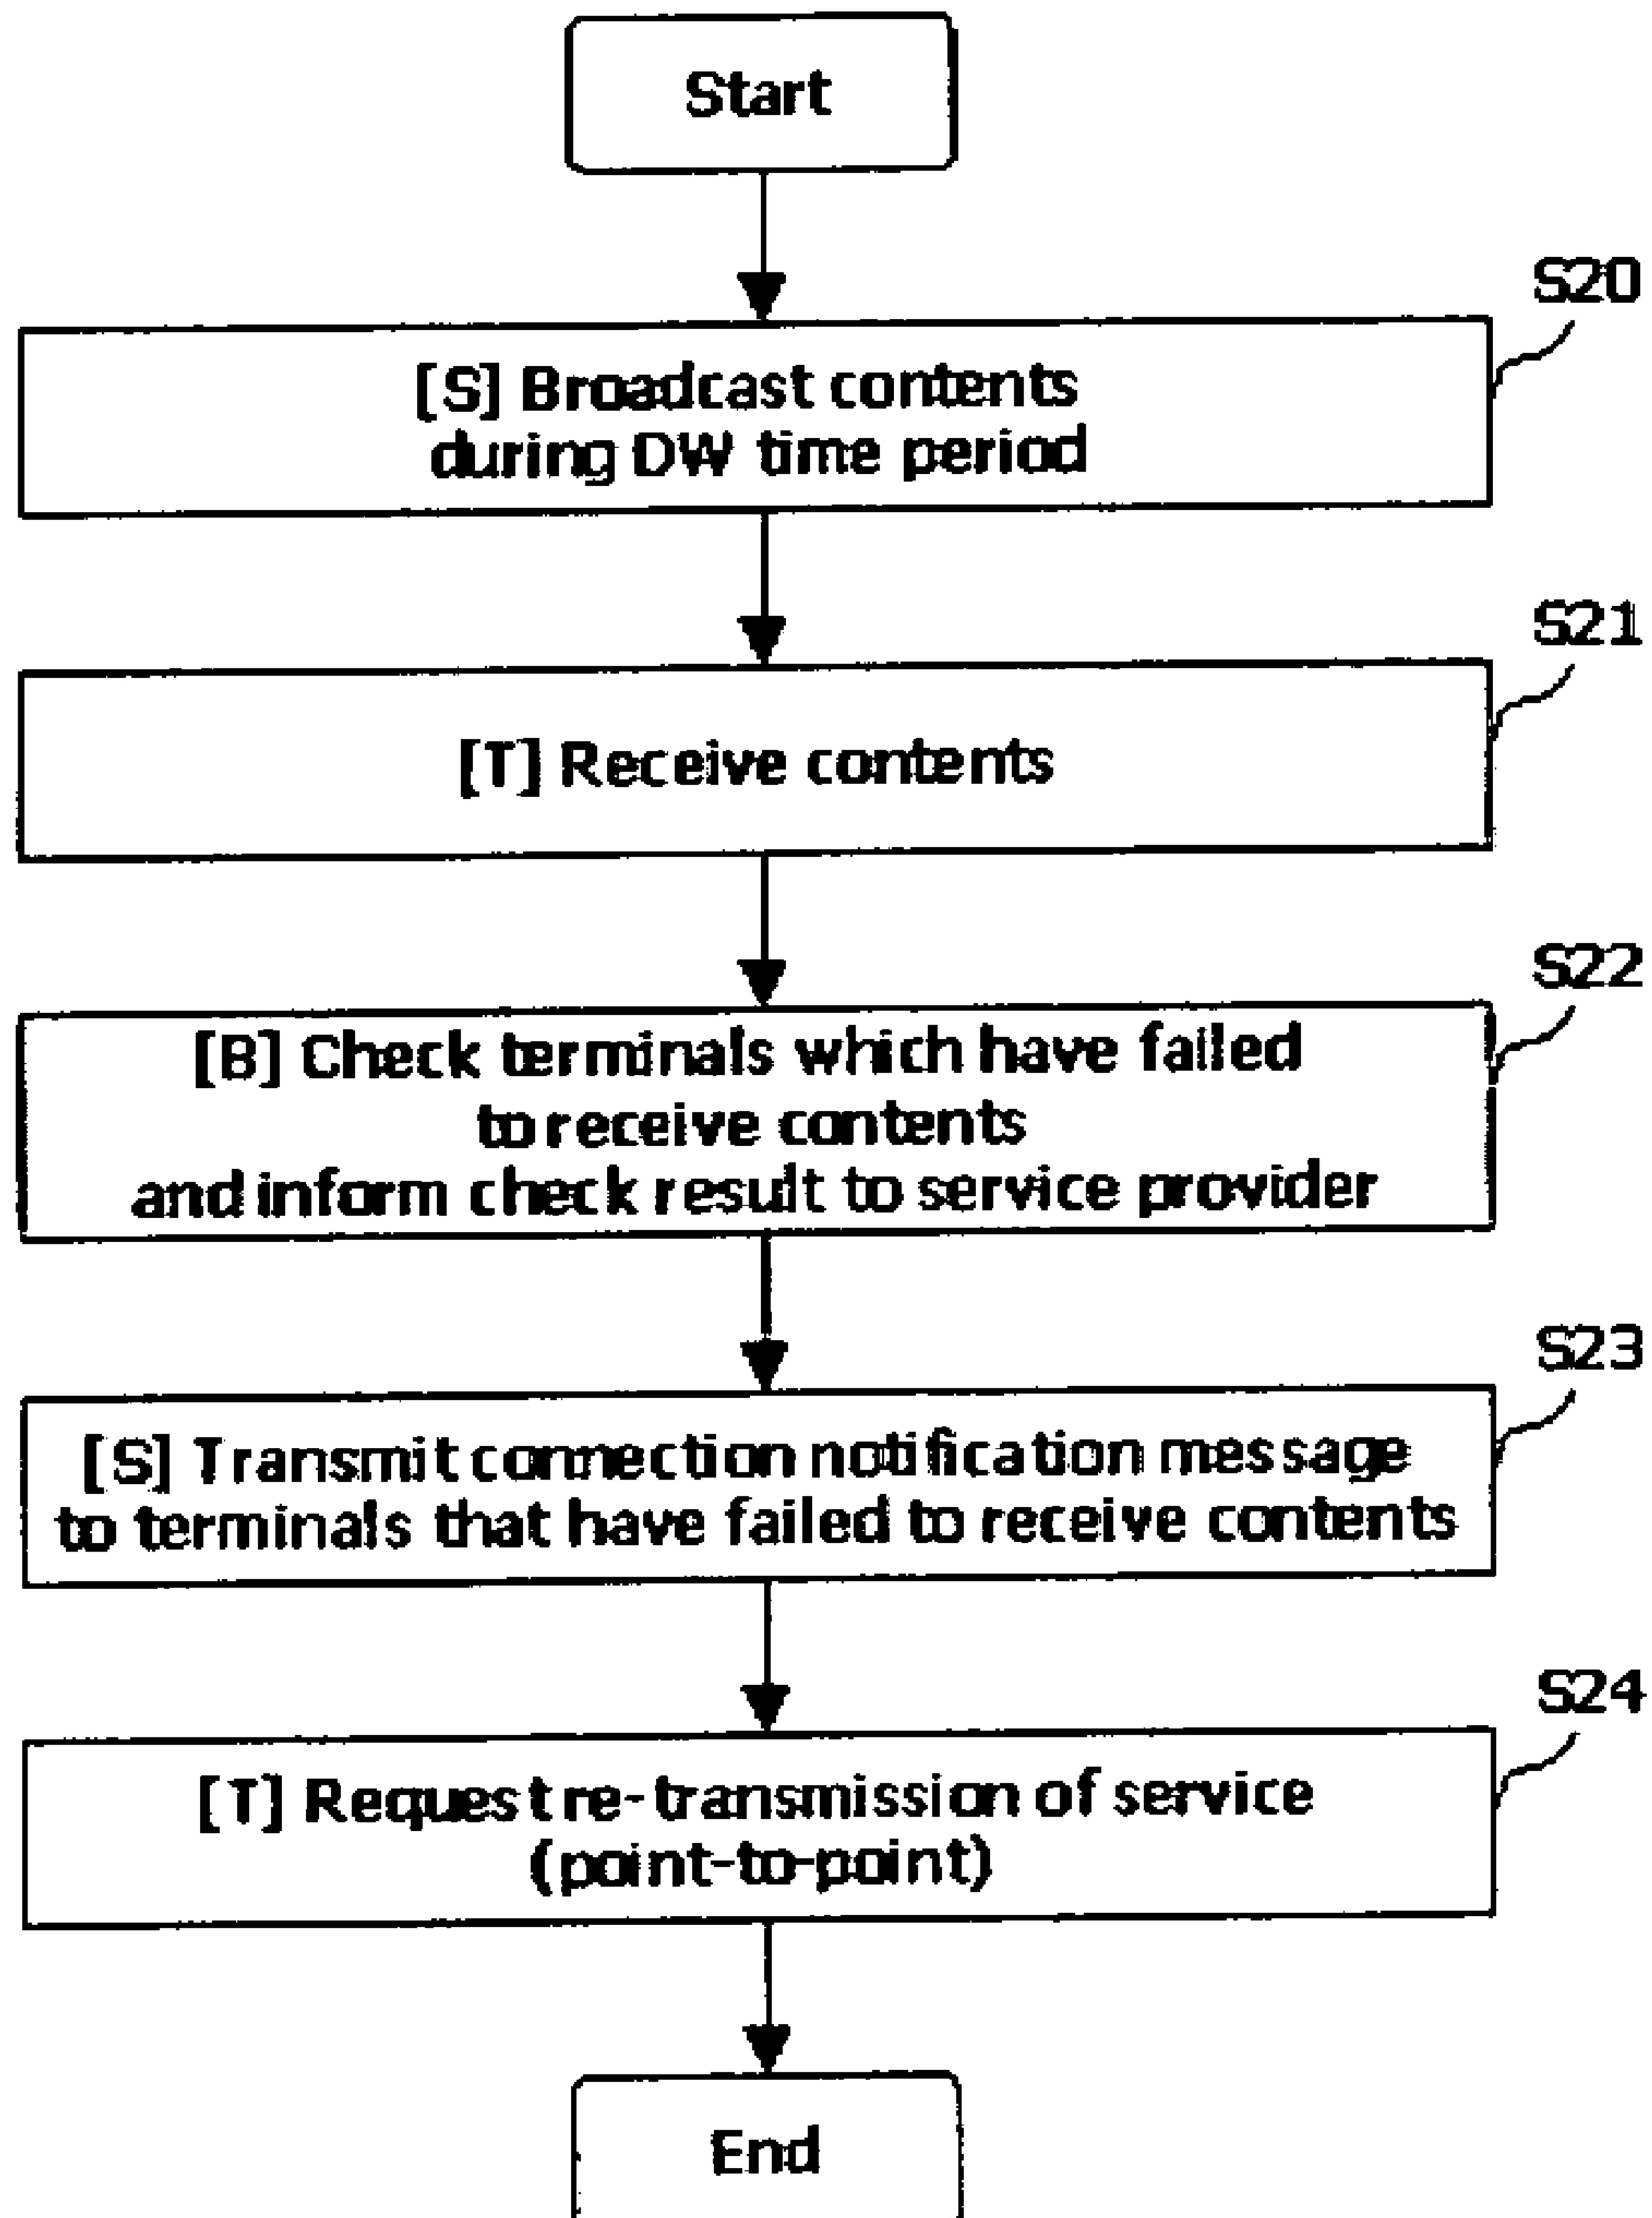 Start
S20
[S] Broadcast contents
during DW time period
S21
[T] Receive contents
S22
[B] Check terminals which have failed
to receive contents
and inform check result to service provider
S23
[S] Transmit connection notification message
to terminals that have failed to receive contents
S24
[T] Request re-transmission of service
(point-to-point)
End